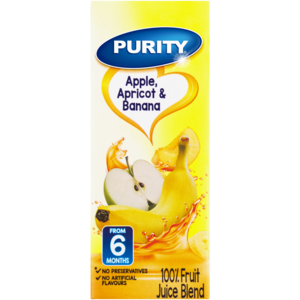 PURITY
Apple,
Apricot &
Banana
FROM
6
MONTHS
✓ NO PRESERVATIVES
✓ NO ARTIFICIAL
FLAVOURS
100% Fruit
Juice Blend